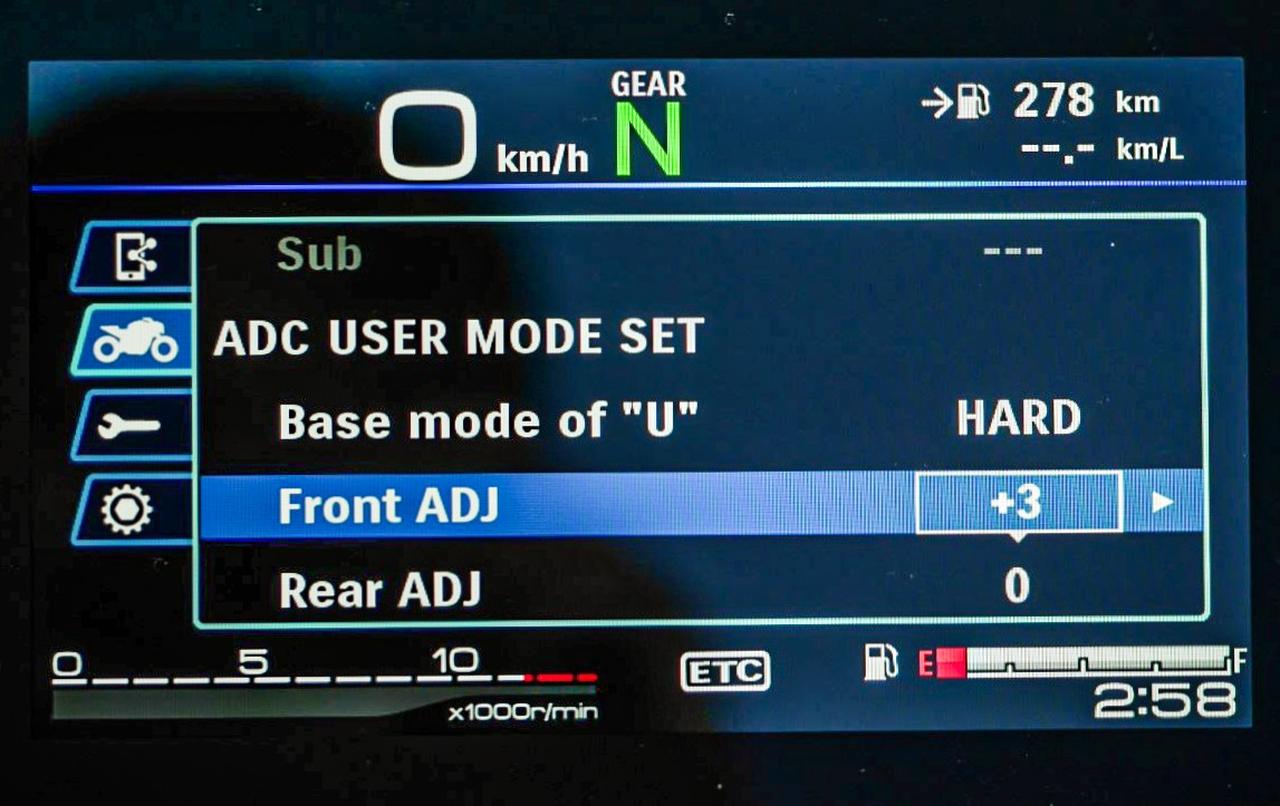 GEAR
0 km/h N 278 km
--.- km/L
Sub ---
ADC USER MODE SET
Base mode of "U" HARD
Front ADJ +3
Rear ADJ 0
0 5 10
x1000r/min
ETC
E F
2:58